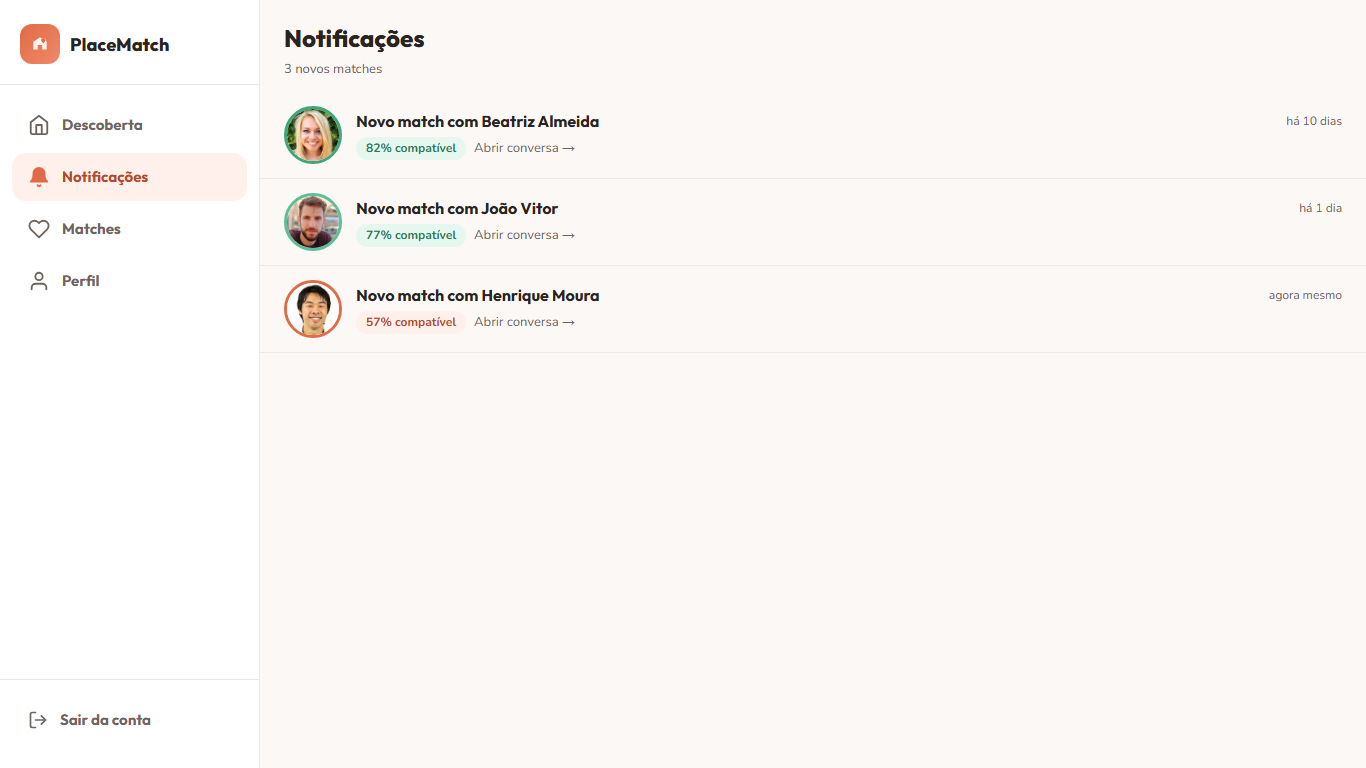 PlaceMatch
Descoberta
Notificações
Matches
Perfil
Sair da conta
Notificações
3 novos matches
Novo match com Beatriz Almeida
há 10 dias
82% compatível Abrir conversa →
Novo match com João Vitor
há 1 dia
77% compatível Abrir conversa →
Novo match com Henrique Moura
agora mesmo
57% compatível Abrir conversa →